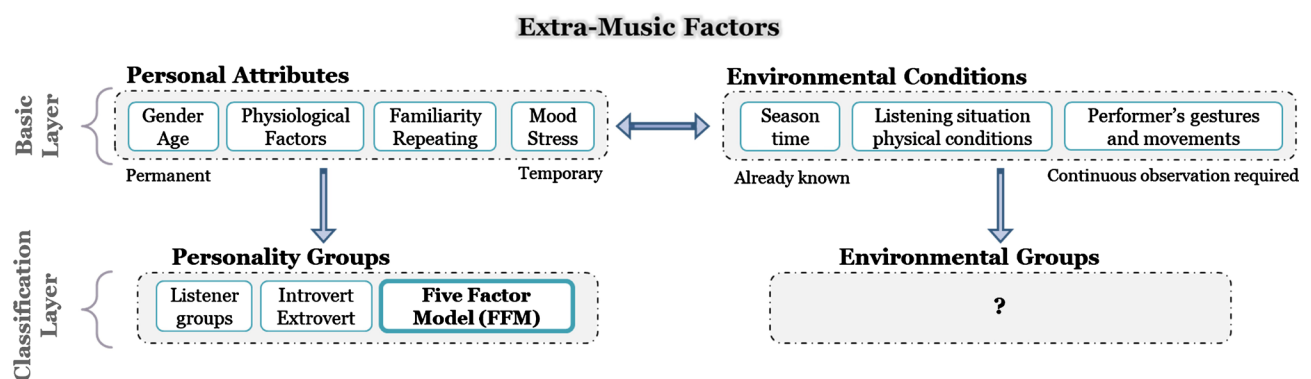 Extra-Music Factors
Basic
Layer
Personal Attributes
Gender
Age
Physiological
Factors
Familiarity
Repeating
Mood
Stress
Permanent
Temporary
Environmental Conditions
Season
time
Listening situation
physical conditions
Performer's gestures
and movements
Already known
Continuous observation required
Classification
Layer
Personality Groups
Listener
groups
Introvert
Extrovert
Five Factor
Model (FFM)
Environmental Groups
?